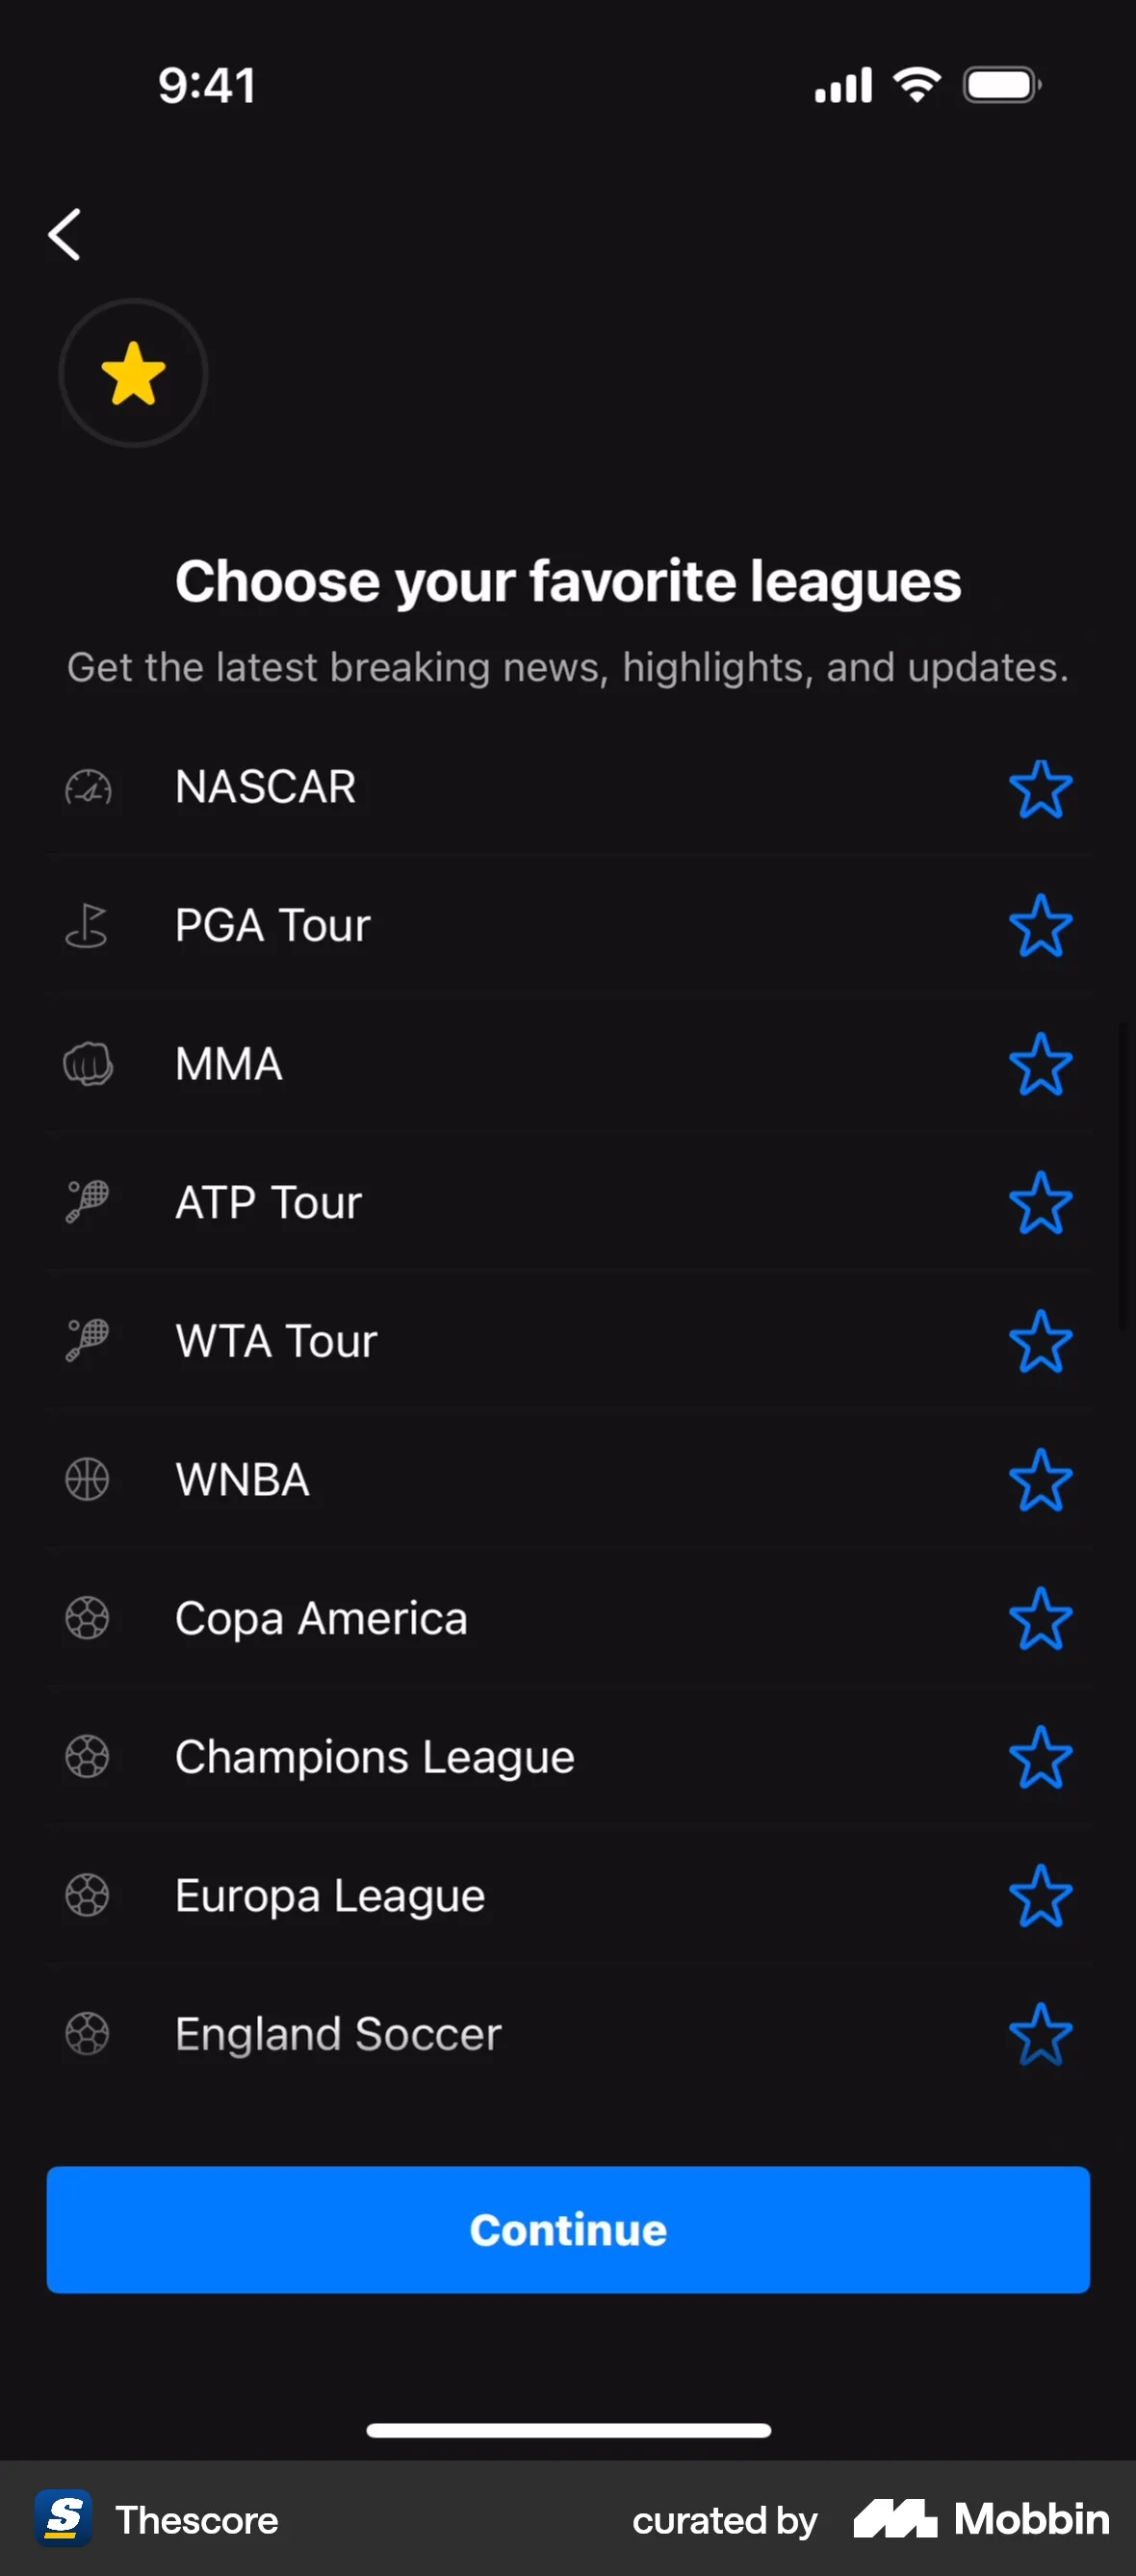 9:41
Choose your favorite leagues
Get the latest breaking news, highlights, and updates.
NASCAR
PGA Tour
MMA
ATP Tour
WTA Tour
WNBA
Copa America
Champions League
Europa League
England Soccer
Continue
S Thescore curated by Mobbin